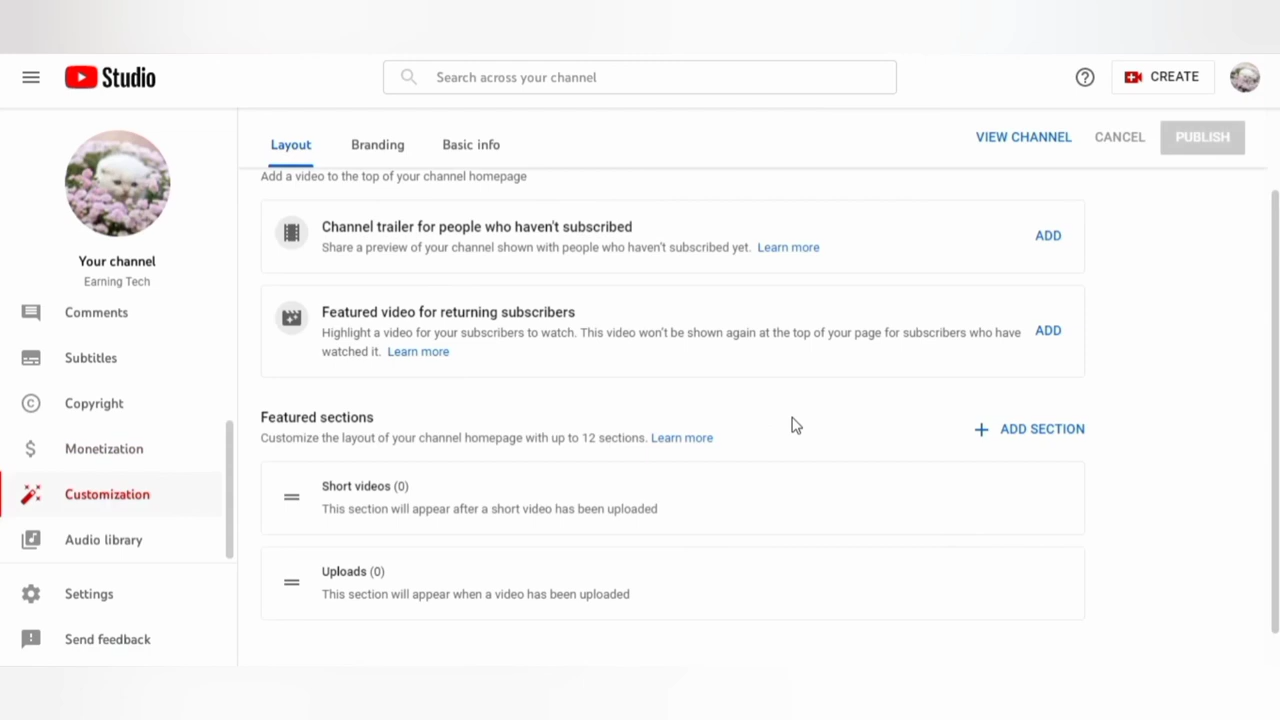 Studio
Search across your channel
CREATE
Your channel
Earning Tech
Comments
Subtitles
Copyright
Monetization
Customization
Audio library
Settings
Send feedback
Layout
Branding
Basic info
VIEW CHANNEL
CANCEL
PUBLISH
Add a video to the top of your channel homepage
Channel trailer for people who haven't subscribed
Share a preview of your channel shown with people who haven't subscribed yet. Learn more
ADD
Featured video for returning subscribers
Highlight a video for your subscribers to watch. This video won't be shown again at the top of your page for subscribers who have
watched it. Learn more
ADD
Featured sections
Customize the layout of your channel homepage with up to 12 sections. Learn more
+ ADD SECTION
Short videos (0)
This section will appear after a short video has been uploaded
Uploads (0)
This section will appear when a video has been uploaded